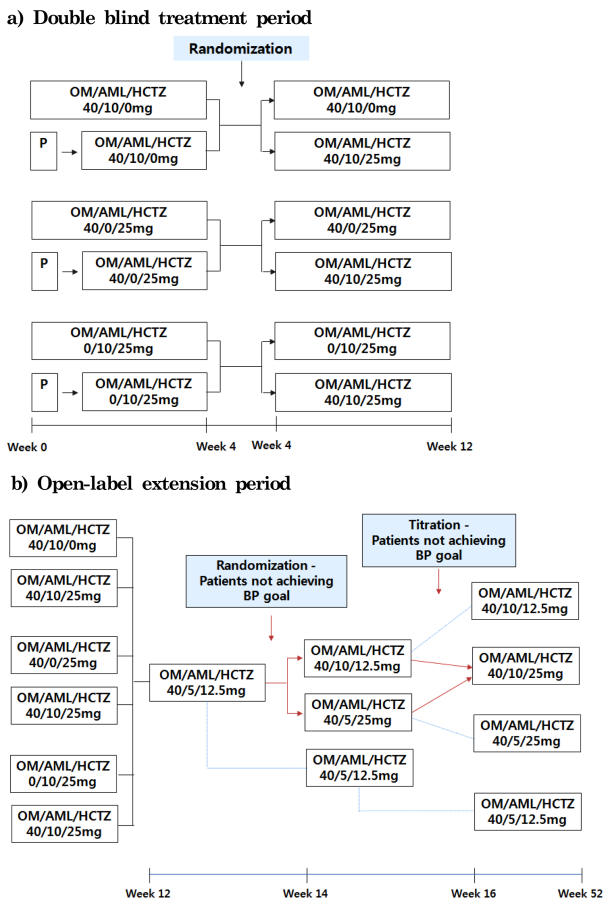 a) Double blind treatment period
Randomization
OM/AML/HCTZ
40/10/0mg
OM/AML/HCTZ
40/10/0mg
P
OM/AML/HCTZ
40/10/0mg
OM/AML/HCTZ
40/10/25mg
OM/AML/HCTZ
40/0/25mg
OM/AML/HCTZ
40/0/25mg
P
OM/AML/HCTZ
40/0/25mg
OM/AML/HCTZ
40/10/25mg
OM/AML/HCTZ
0/10/25mg
OM/AML/HCTZ
0/10/25mg
P
OM/AML/HCTZ
0/10/25mg
OM/AML/HCTZ
40/10/25mg
Week 0
Week 4
Week 4
Week 12
b) Open-label extension period
OM/AML/HCTZ
40/10/0mg
OM/AML/HCTZ
40/10/25mg
OM/AML/HCTZ
40/0/25mg
OM/AML/HCTZ
40/10/25mg
OM/AML/HCTZ
0/10/25mg
OM/AML/HCTZ
40/10/25mg
OM/AML/HCTZ
40/5/12.5mg
Randomization -
Patients not achieving
BP goal
OM/AML/HCTZ
40/10/12.5mg
OM/AML/HCTZ
40/5/25mg
OM/AML/HCTZ
40/5/12.5mg
Titration -
Patients not achieving
BP goal
OM/AML/HCTZ
40/10/12.5mg
OM/AML/HCTZ
40/10/25mg
OM/AML/HCTZ
40/5/25mg
OM/AML/HCTZ
40/5/12.5mg
Week 12
Week 14
Week 16
Week 52